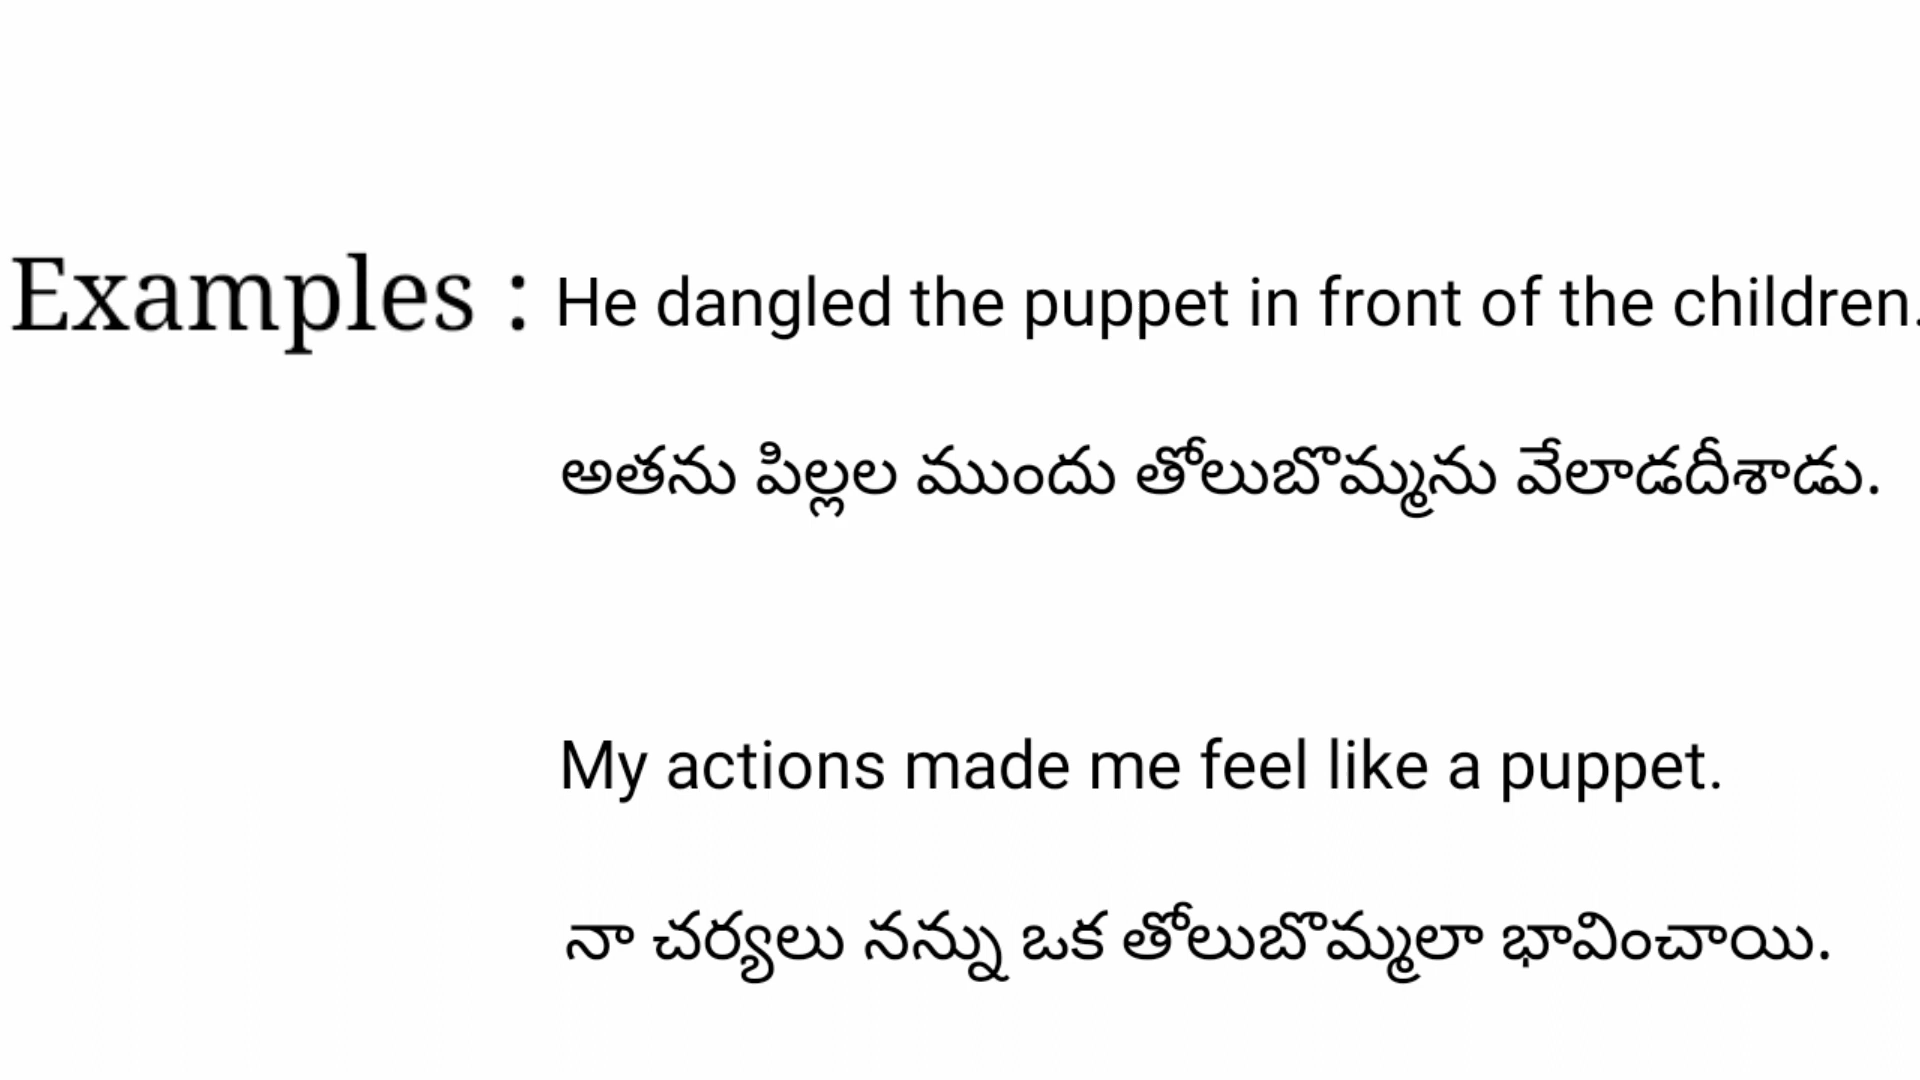 Examples : He dangled the puppet in front of the children.
అతను పిల్లల ముందు తోలుబొమ్మను వేలాడదీశాడు.
My actions made me feel like a puppet.
నా చర్యలు నన్ను ఒక తోలుబొమ్మలా భావించాయి.